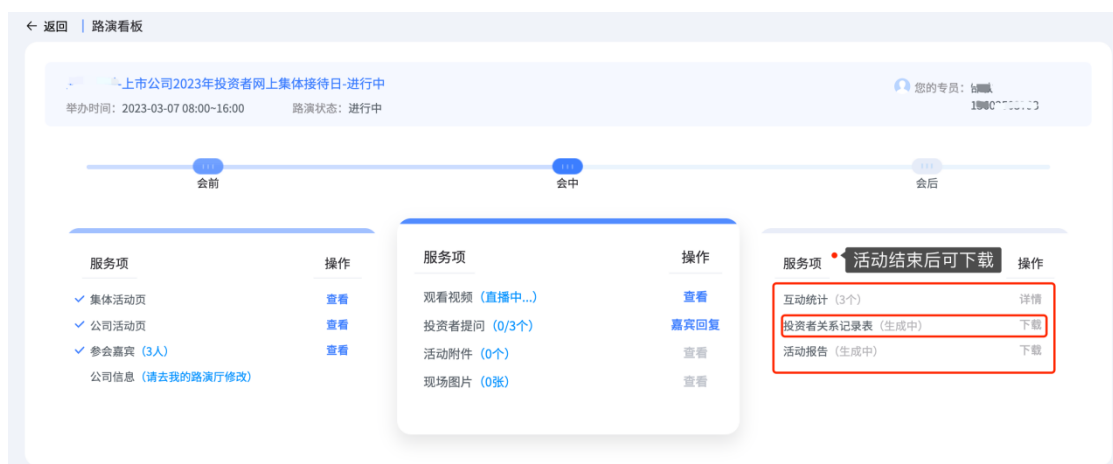 ← 返回 | 路演看板
上市公司2023年投资者网上集体接待日-进行中
举办时间：2023-03-07 08:00~16:00 路演状态：进行中
您的专员：
会前
会中
会后
服务项 操作
集体活动页 查看
公司活动页 查看
参会嘉宾（3人） 查看
公司信息（请去我的路演厅修改）
服务项 操作
观看视频（直播中...） 查看
投资者提问（0/3个） 嘉宾回复
活动附件（0个） 查看
现场图片（0张） 查看
活动结束后可下载
服务项 操作
互动统计（3个） 详情
投资者关系记录表（生成中） 下载
活动报告（生成中） 下载